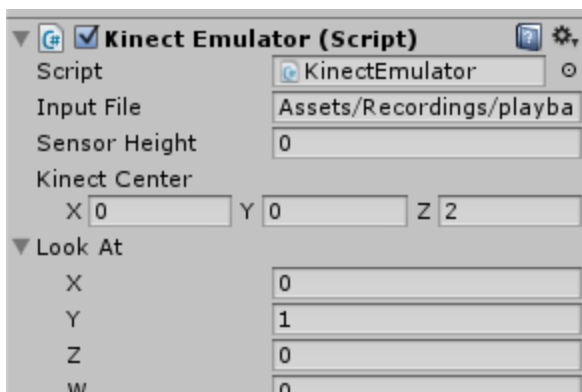 Kinect Emulator (Script)
Script KinectEmulator
Input File Assets/Recordings/playba
Sensor Height 0
Kinect Center
X 0 Y 0 Z 2
Look At
X 0
Y 1
Z 0
W 0